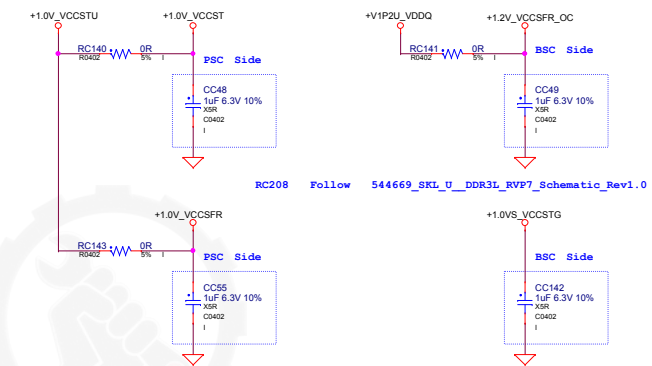 +1.0V_VCCSTU
+1.0V_VCCST
RC140 0R
R0402 5% I
PSC Side
CC48
1uF 6.3V 10%
X5R
C0402
I
+V1P2U_VDDQ
+1.2V_VCCSFR_OC
RC141 0R
R0402 5% I
BSC Side
CC49
1uF 6.3V 10%
X5R
C0402
I
RC208 Follow 544669_SKL_U__DDR3L_RVP7_Schematic_Rev1.0
+1.0V_VCCSFR
RC143 0R
R0402 5% I
PSC Side
CC55
1uF 6.3V 10%
X5R
C0402
I
+1.0VS_VCCSTG
BSC Side
CC142
1uF 6.3V 10%
X5R
C0402
I